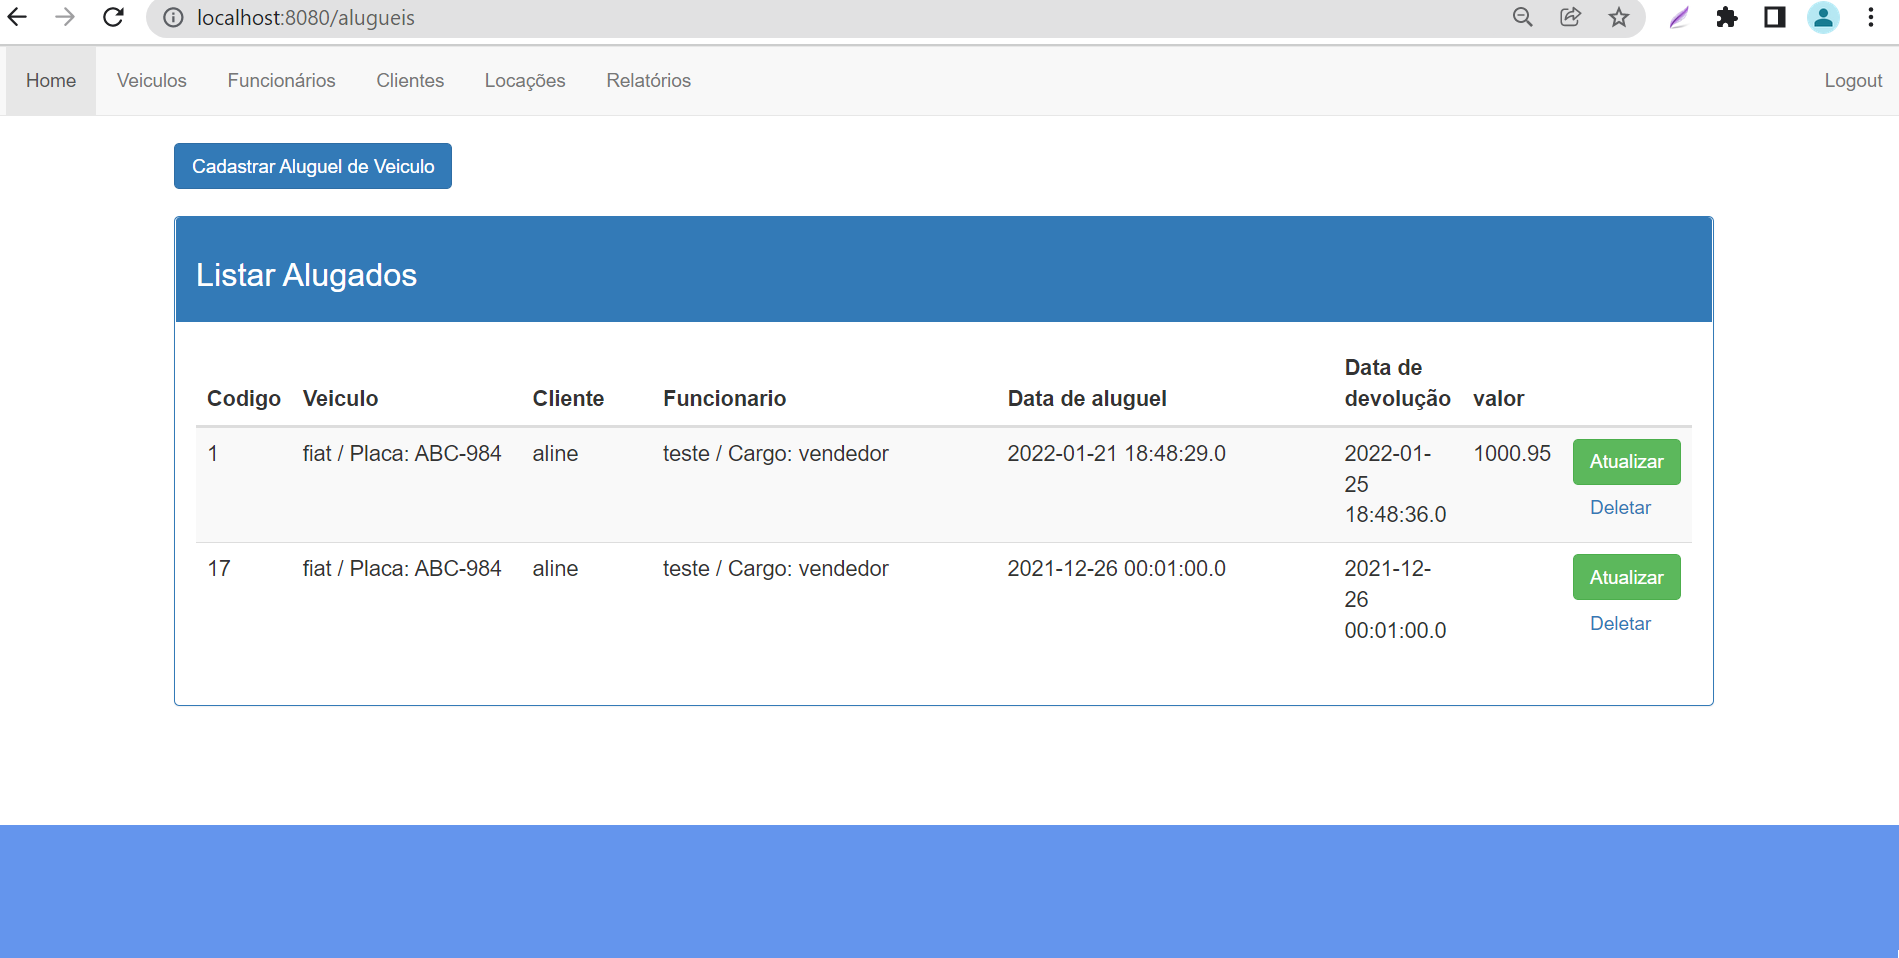 localhost:8080/alugueis
Home Veiculos Funcionários Clientes Locações Relatórios Logout
Cadastrar Aluguel de Veiculo
Listar Alugados
Codigo Veiculo Cliente Funcionario Data de aluguel Data de devolução valor
1 fiat / Placa: ABC-984 aline teste / Cargo: vendedor 2022-01-21 18:48:29.0 2022-01-25 18:48:36.0 1000.95 Atualizar
Deletar
17 fiat / Placa: ABC-984 aline teste / Cargo: vendedor 2021-12-26 00:01:00.0 2021-12-26 00:01:00.0 Atualizar
Deletar